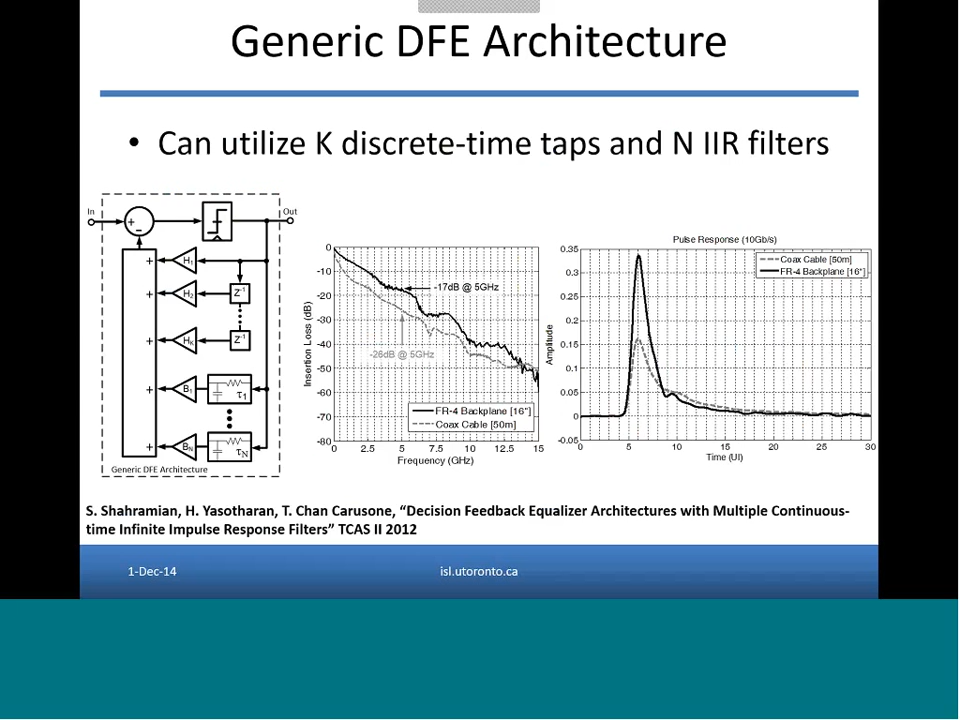 Generic DFE Architecture
• Can utilize K discrete-time taps and N IIR filters
In
Out
+
−
+ H1
+ H2 Z-1
+ HK Z-1
+ B1 τ1
+ BN τN
Generic DFE Architecture
Insertion Loss (dB)
0
-10
-20
-30
-40
-50
-60
-70
-80
-17dB @ 5GHz
-26dB @ 5GHz
FR-4 Backplane [16"]
Coax Cable [50m]
0 2.5 5 7.5 10 12.5 15
Frequency (GHz)
Pulse Response (10Gb/s)
Amplitude
0.35
0.3
0.25
0.2
0.15
0.1
0.05
0
-0.05
Coax Cable [50m]
FR-4 Backplane [16"]
0 5 10 15 20 25 30
Time (UI)
S. Shahramian, H. Yasotharan, T. Chan Carusone, “Decision Feedback Equalizer Architectures with Multiple Continuous-
time Infinite Impulse Response Filters” TCAS II 2012
1-Dec-14
isl.utoronto.ca